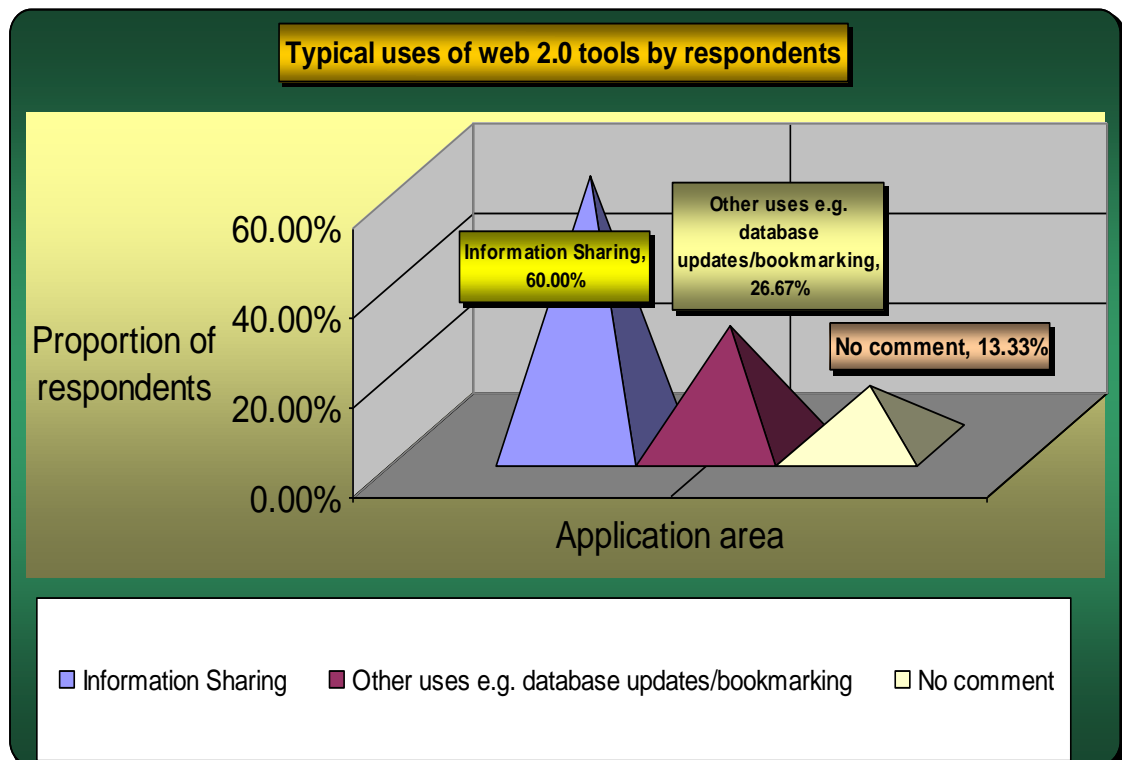 Typical uses of web 2.0 tools by respondents
60.00%
40.00%
20.00%
0.00%
Proportion of
respondents
Information Sharing,
60.00%
Other uses e.g.
database
updates/bookmarking,
26.67%
No comment, 13.33%
Application area
Information Sharing
Other uses e.g. database updates/bookmarking
No comment